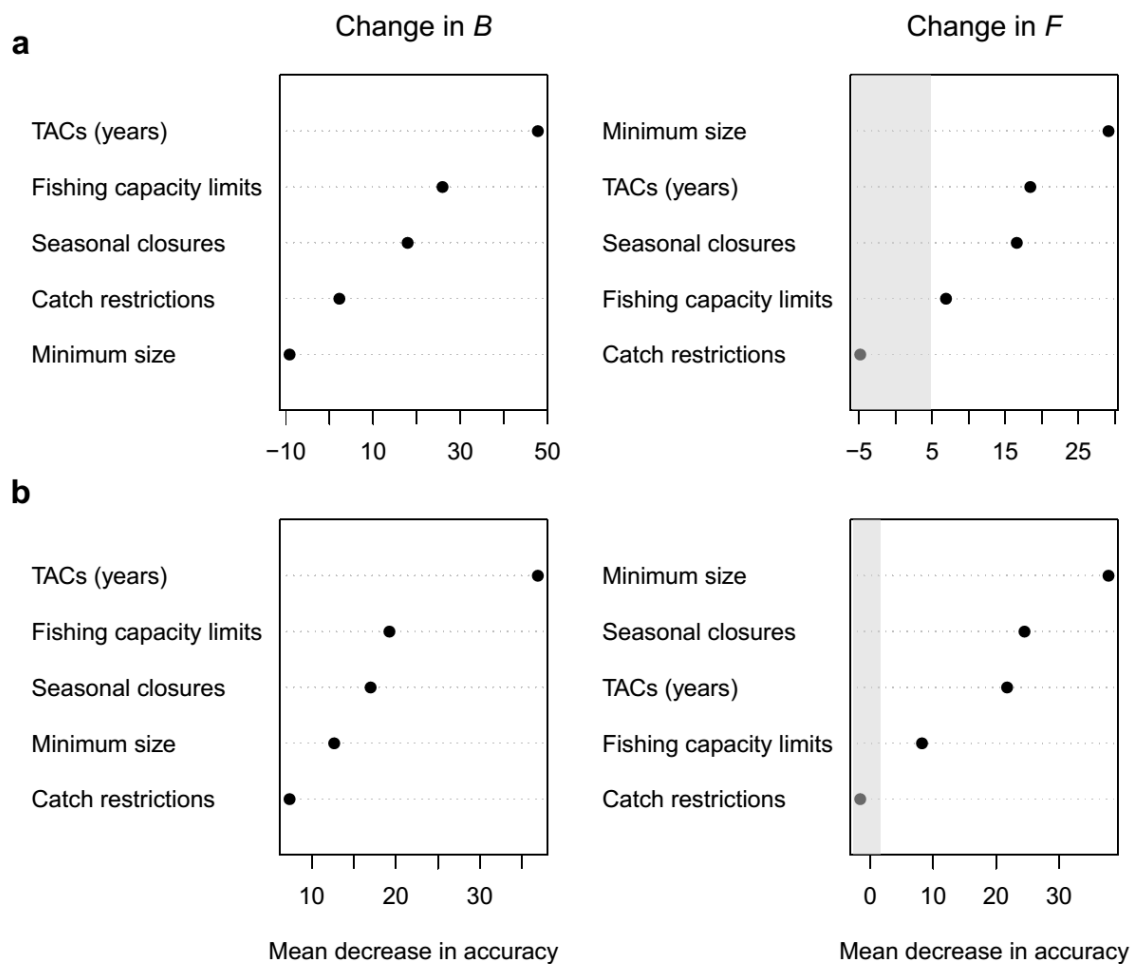 Change in B
Change in F
a
TACs (years)
Fishing capacity limits
Seasonal closures
Catch restrictions
Minimum size
−10 10 30 50
Minimum size
TACs (years)
Seasonal closures
Fishing capacity limits
Catch restrictions
−5 5 15 25
b
TACs (years)
Fishing capacity limits
Seasonal closures
Minimum size
Catch restrictions
10 20 30
Mean decrease in accuracy
Minimum size
Seasonal closures
TACs (years)
Fishing capacity limits
Catch restrictions
0 10 20 30
Mean decrease in accuracy